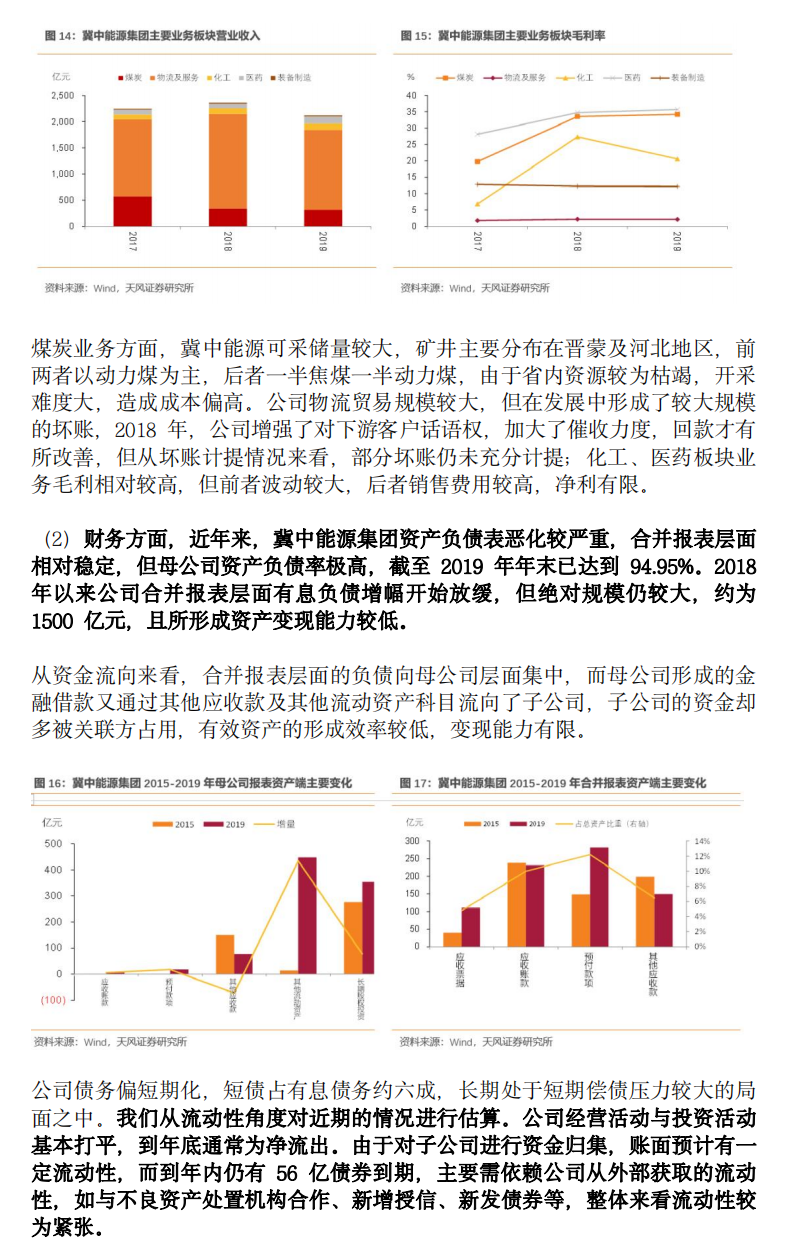 图 14：冀中能源集团主要业务板块营业收入
亿元
煤炭 物流及服务 化工 医药 装备制造
2,500
2,000
1,500
1,000
500
0
2017 2018 2019
资料来源：Wind，天风证券研究所
图 15：冀中能源集团主要业务板块毛利率
%
煤炭 物流及服务 化工 医药 装备制造
40
35
30
25
20
15
10
5
0
2017 2018 2019
资料来源：Wind，天风证券研究所
煤炭业务方面，冀中能源可采储量较大，矿井主要分布在晋蒙及河北地区，前
两者以动力煤为主，后者一半焦煤一半动力煤，由于省内资源较为枯竭，开采
难度大，造成成本偏高。公司物流贸易规模较大，但在发展中形成了较大规模
的坏账，2018 年，公司增强了对下游客户话语权，加大了催收力度，回款才有
所改善，但从坏账计提情况来看，部分坏账仍未充分计提；化工、医药板块业
务毛利相对较高，但前者波动较大，后者销售费用较高，净利有限。
（2）财务方面，近年来，冀中能源集团资产负债表恶化较严重，合并报表层面
相对稳定，但母公司资产负债率极高，截至 2019 年年末已达到 94.95%。2018
年以来公司合并报表层面有息负债增幅开始放缓，但绝对规模仍较大，约为
1500 亿元，且所形成资产变现能力较低。
从资金流向来看，合并报表层面的负债向母公司层面集中，而母公司形成的金
融借款又通过其他应收款及其他流动资产科目流向了子公司，子公司的资金却
多被关联方占用，有效资产的形成效率较低，变现能力有限。
图 16：冀中能源集团 2015-2019 年母公司报表资产端主要变化
亿元
2015 2019 增量
500
400
300
200
100
0
(100)
应收账款 预付款项 其他应收款 其他流动资产 长期股权投资
资料来源：Wind，天风证券研究所
图 17：冀中能源集团 2015-2019 年合并报表资产端主要变化
亿元
2015 2019 占总资产比重（右轴）
300
250
200
150
100
50
0
14%
12%
10%
8%
6%
4%
2%
0%
应收票据 应收账款 预付款项 其他应收款
资料来源：Wind，天风证券研究所
公司债务偏短期化，短债占有息债务约六成，长期处于短期偿债压力较大的局
面之中。我们从流动性角度对近期的情况进行估算。公司经营活动与投资活动
基本打平，到年底通常为净流出。由于对子公司进行资金归集，账面预计有一
定流动性，而到年内仍有 56 亿债券到期，主要需依赖公司从外部获取的流动
性，如与不良资产处置机构合作、新增授信、新发债券等，整体来看流动性较
为紧张。